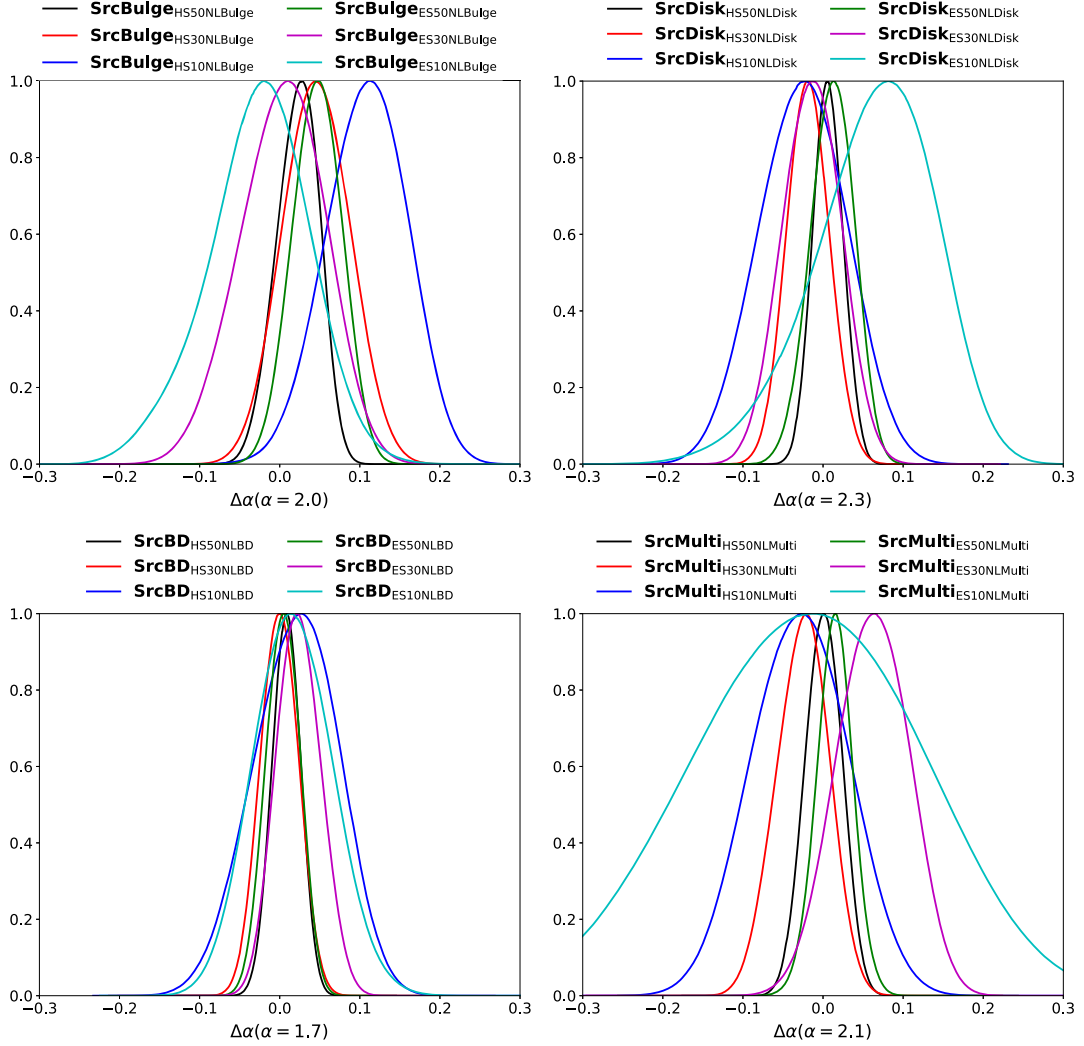 SrcBulge_HS50NLBulge SrcBulge_ES50NLBulge
SrcBulge_HS30NLBulge SrcBulge_ES30NLBulge
SrcBulge_HS10NLBulge SrcBulge_ES10NLBulge
1.0
0.8
0.6
0.4
0.2
0.0
−0.3 −0.2 −0.1 0.0 0.1 0.2 0.3
Δα(α = 2.0)
SrcDisk_HS50NLDisk SrcDisk_ES50NLDisk
SrcDisk_HS30NLDisk SrcDisk_ES30NLDisk
SrcDisk_HS10NLDisk SrcDisk_ES10NLDisk
1.0
0.8
0.6
0.4
0.2
0.0
−0.3 −0.2 −0.1 0.0 0.1 0.2 0.3
Δα(α = 2.3)
SrcBD_HS50NLBD SrcBD_ES50NLBD
SrcBD_HS30NLBD SrcBD_ES30NLBD
SrcBD_HS10NLBD SrcBD_ES10NLBD
1.0
0.8
0.6
0.4
0.2
0.0
−0.3 −0.2 −0.1 0.0 0.1 0.2 0.3
Δα(α = 1.7)
SrcMulti_HS50NLMulti SrcMulti_ES50NLMulti
SrcMulti_HS30NLMulti SrcMulti_ES30NLMulti
SrcMulti_HS10NLMulti SrcMulti_ES10NLMulti
1.0
0.8
0.6
0.4
0.2
0.0
−0.3 −0.2 −0.1 0.0 0.1 0.2 0.3
Δα(α = 2.1)